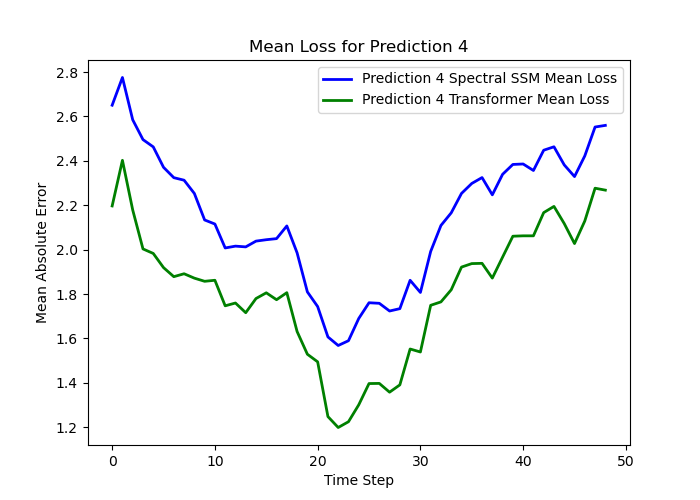 Mean Loss for Prediction 4
Prediction 4 Spectral SSM Mean Loss
Prediction 4 Transformer Mean Loss
Mean Absolute Error
2.8
2.6
2.4
2.2
2.0
1.8
1.6
1.4
1.2
0 10 20 30 40 50
Time Step